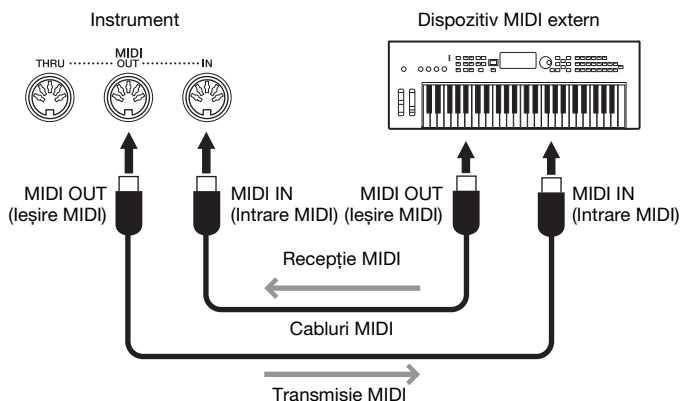 Instrument
Dispozitiv MIDI extern
MIDI
THRU OUT IN
MIDI OUT
(Ieșire MIDI)
MIDI IN
(Intrare MIDI)
MIDI OUT
(Ieșire MIDI)
MIDI IN
(Intrare MIDI)
Recepție MIDI
Cabluri MIDI
Transmisie MIDI